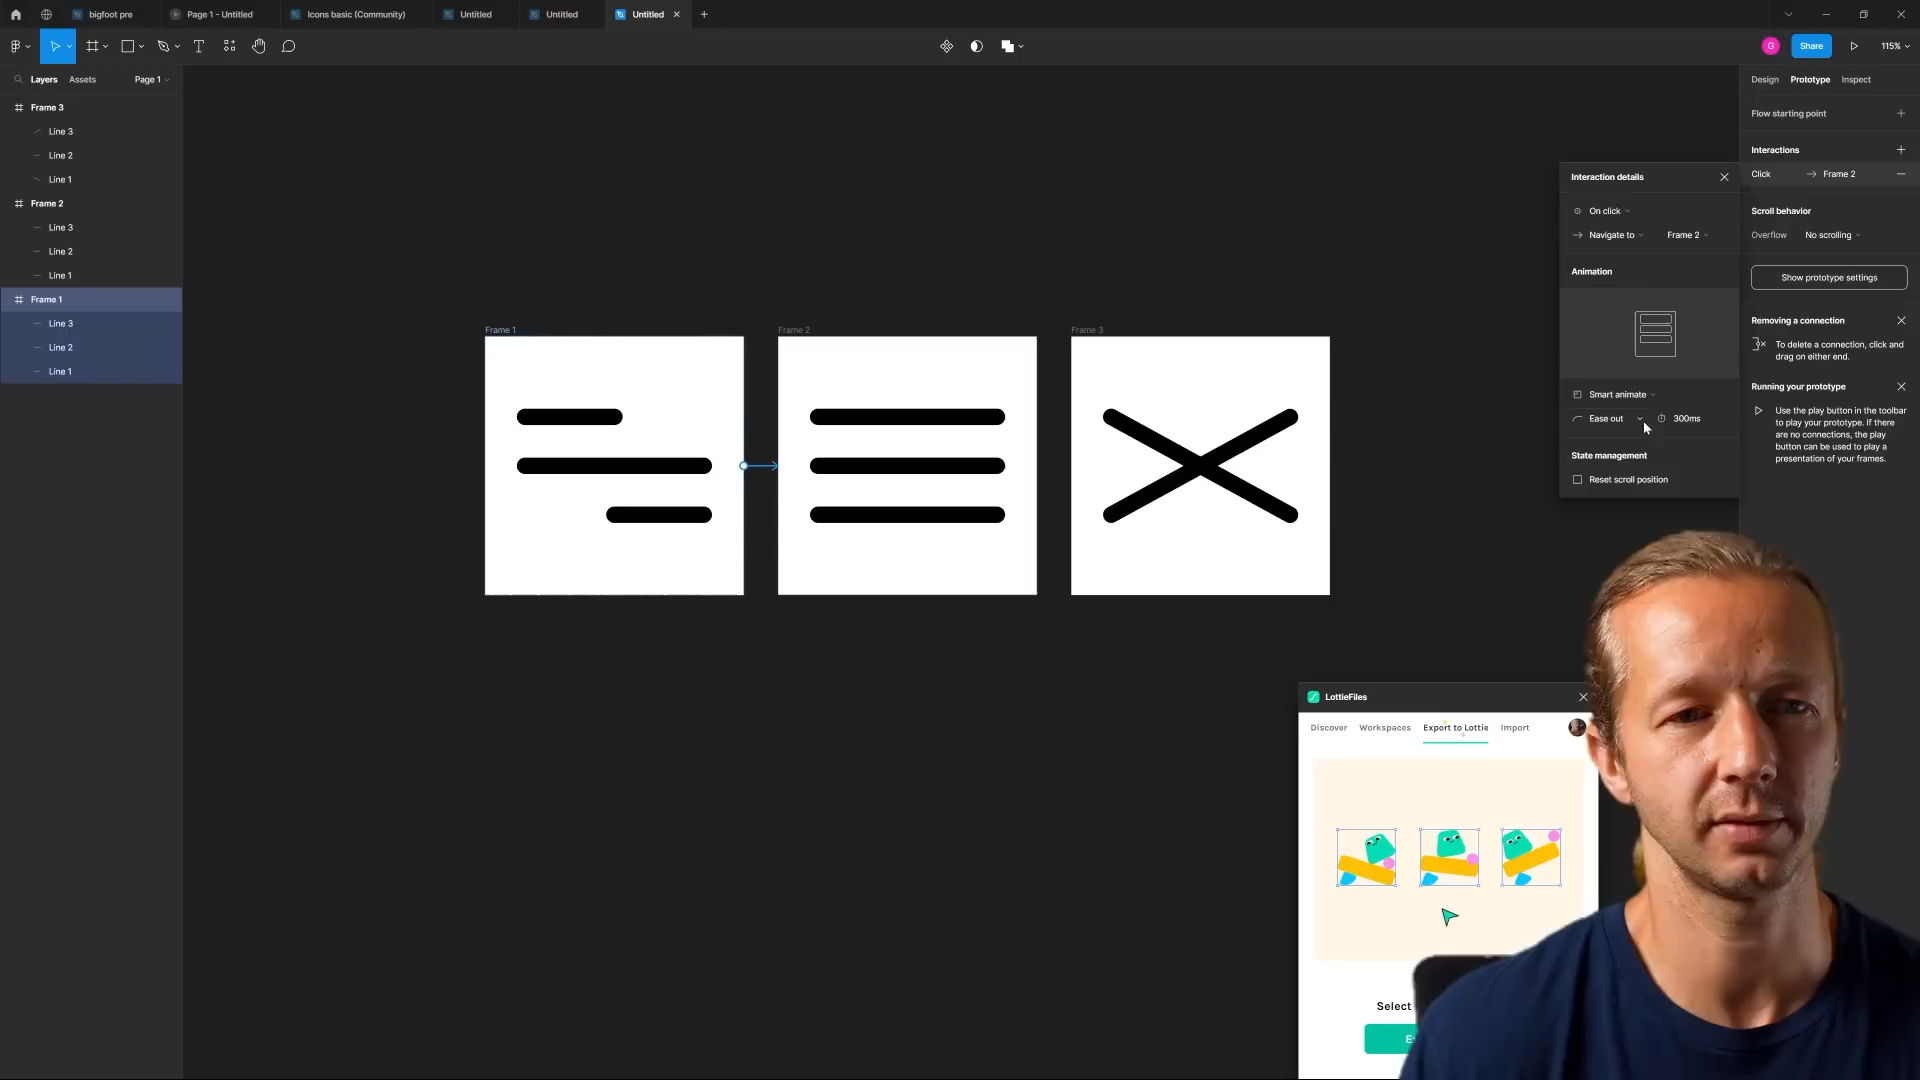 bigfoot pre
Page 1 - Untitled
Icons basic (Community)
Untitled
Untitled
Untitled
G
Share
115%
Layers
Assets
Page 1
Frame 3
Line 3
Line 2
Line 1
Frame 2
Line 3
Line 2
Line 1
Frame 1
Line 3
Line 2
Line 1
Frame 1
Frame 2
Frame 3
Interaction details
On click
Navigate to
Frame 2
Animation
Smart animate
Ease out
300ms
State management
Reset scroll position
Design
Prototype
Inspect
Flow starting point
Interactions
Click
Frame 2
Scroll behavior
Overflow
No scrolling
Show prototype settings
Removing a connection
To delete a connection, click and
drag on either end.
Running your prototype
Use the play button in the toolbar
to play your prototype. If there
are no connections, the play
button can be used to play a
presentation of your frames.
LottieFiles
Discover
Workspaces
Export to Lottie
Import
Select